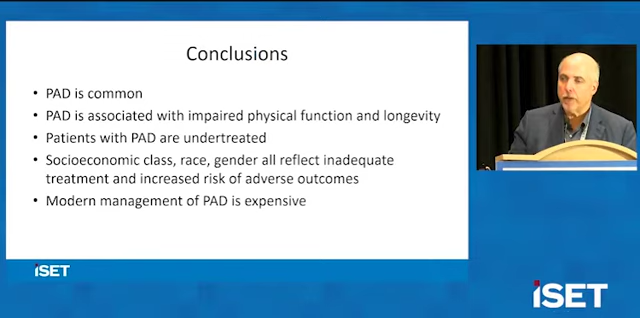 Conclusions
• PAD is common
• PAD is associated with impaired physical function and longevity
• Patients with PAD are undertreated
• Socioeconomic class, race, gender all reflect inadequate
treatment and increased risk of adverse outcomes
• Modern management of PAD is expensive
iSET
iSET